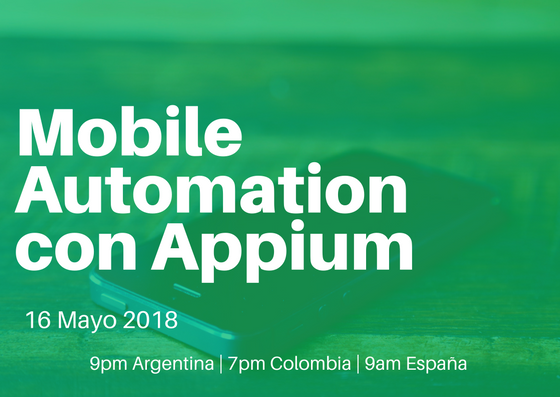 Mobile
Automation
con Appium
16 Mayo 2018
9pm Argentina | 7pm Colombia | 9am España